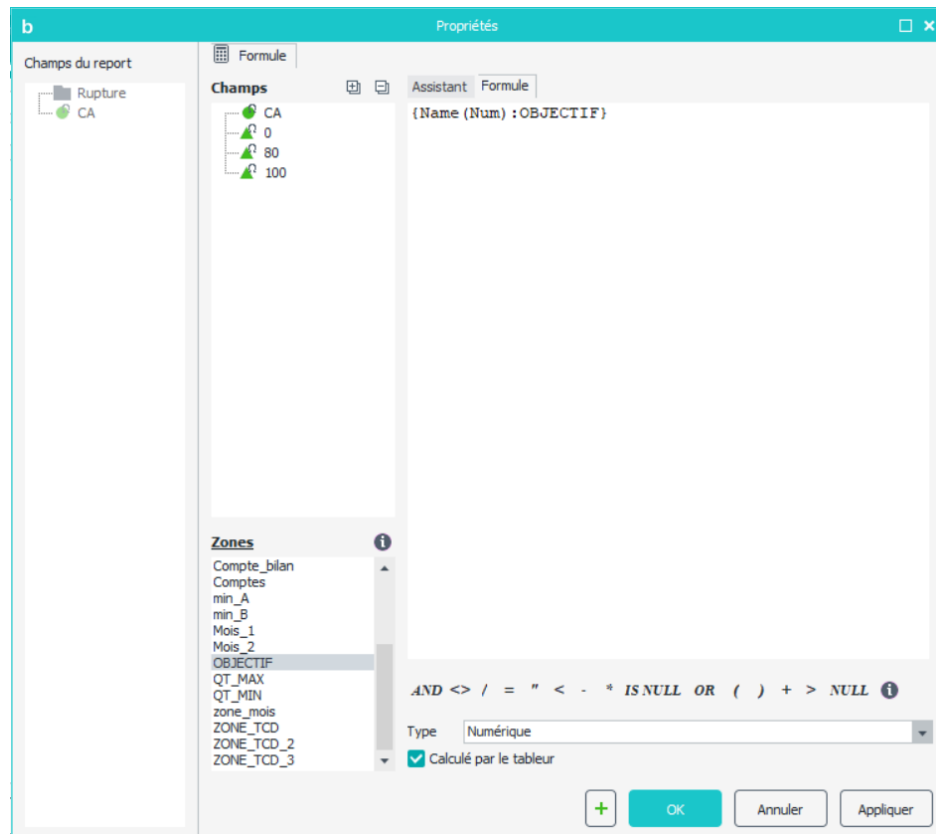 b Propriétés
Champs du report
Rupture
CA
Formule
Champs
CA
0
80
100
Assistant Formule
{Name(Num):OBJECTIF}
Zones
Compte_bilan
Comptes
min_A
min_B
Mois_1
Mois_2
OBJECTIF
QT_MAX
QT_MIN
zone_mois
ZONE_TCD
ZONE_TCD_2
ZONE_TCD_3
AND <> / = " < - * IS NULL OR ( ) + > NULL
Type Numérique
Calculé par le tableur
+ OK Annuler Appliquer